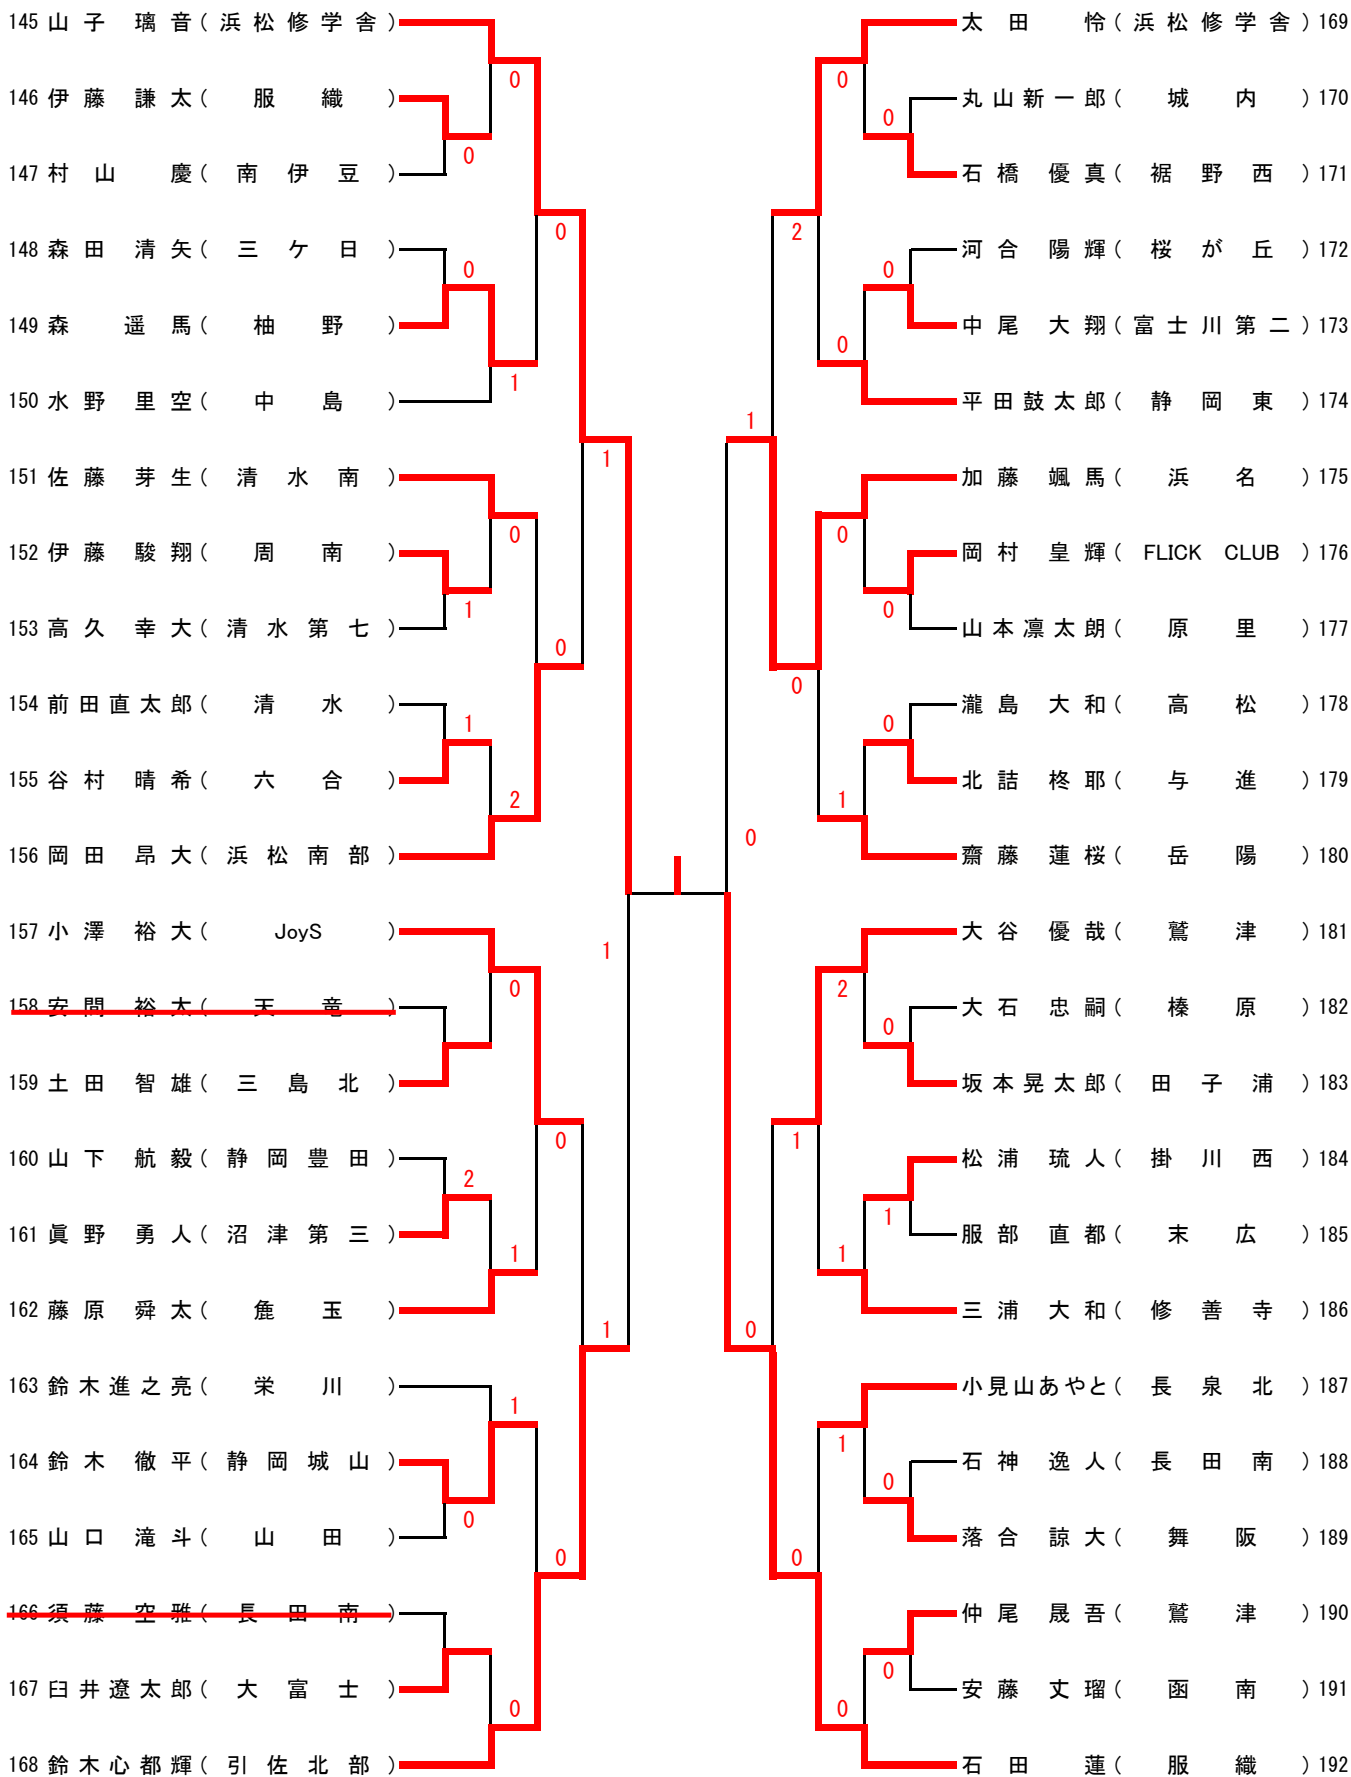 145 山子 璃音 ( 浜松修学舎 )
0
146 伊藤 謙太 ( 服織 )
0
147 村山 慶 ( 南伊豆 )
0
148 森田 清矢 ( 三ケ日 )
0
149 森 遥馬 ( 柚野 )
1
150 水野 里空 ( 中島 )
1
151 佐藤 芽生 ( 清水南 )
0
152 伊藤 駿翔 ( 周南 )
1
153 高久 幸大 ( 清水第七 )
0
154 前田直太郎 ( 清水 )
1
155 谷村 晴希 ( 六合 )
2
156 岡田 昂大 ( 浜松南部 )
157 小澤 裕大 ( JoyS )
1
0
158 安間 裕太 ( 天竜 )
159 土田 智雄 ( 三島北 )
0
160 山下 航毅 ( 静岡豊田 )
2
161 眞野 勇人 ( 沼津第三 )
1
162 藤原 舜太 ( 麁玉 )
1
163 鈴木進之亮 ( 栄川 )
1
164 鈴木 徹平 ( 静岡城山 )
0
165 山口 滝斗 ( 山田 )
0
166 須藤 空雅 ( 長田南 )
167 臼井遼太郎 ( 大富士 )
0
168 鈴木心都輝 ( 引佐北部 )
太田 怜 ( 浜松修学舎 ) 169
0
丸山新一郎 ( 城内 ) 170
0
石橋 優真 ( 裾野西 ) 171
2
河合 陽輝 ( 桜が丘 ) 172
0
中尾 大翔 ( 富士川第二 ) 173
0
平田鼓太郎 ( 静岡東 ) 174
1
加藤 颯馬 ( 浜名 ) 175
0
岡村 皇輝 ( FLICK CLUB ) 176
0
山本凛太朗 ( 原里 ) 177
0
瀧島 大和 ( 高松 ) 178
0
北詰 柊耶 ( 与進 ) 179
1
0
齋藤 蓮桜 ( 岳陽 ) 180
大谷 優哉 ( 鷲津 ) 181
2
大石 忠嗣 ( 榛原 ) 182
0
坂本晃太郎 ( 田子浦 ) 183
1
松浦 琉人 ( 掛川西 ) 184
1
服部 直都 ( 末広 ) 185
1
三浦 大和 ( 修善寺 ) 186
0
小見山あやと ( 長泉北 ) 187
1
石神 逸人 ( 長田南 ) 188
0
落合 諒大 ( 舞阪 ) 189
0
仲尾 晟吾 ( 鷲津 ) 190
0
安藤 丈瑠 ( 函南 ) 191
0
石田 蓮 ( 服織 ) 192